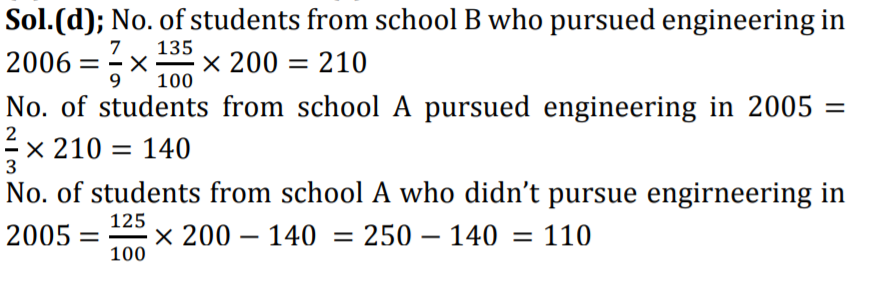 Sol.(d); No. of students from school B who pursued engineering in
2006 = 7/9 × 135/100 × 200 = 210
No. of students from school A pursued engineering in 2005 =
2/3 × 210 = 140
No. of students from school A who didn’t pursue engirneering in
2005 = 125/100 × 200 – 140 = 250 – 140 = 110